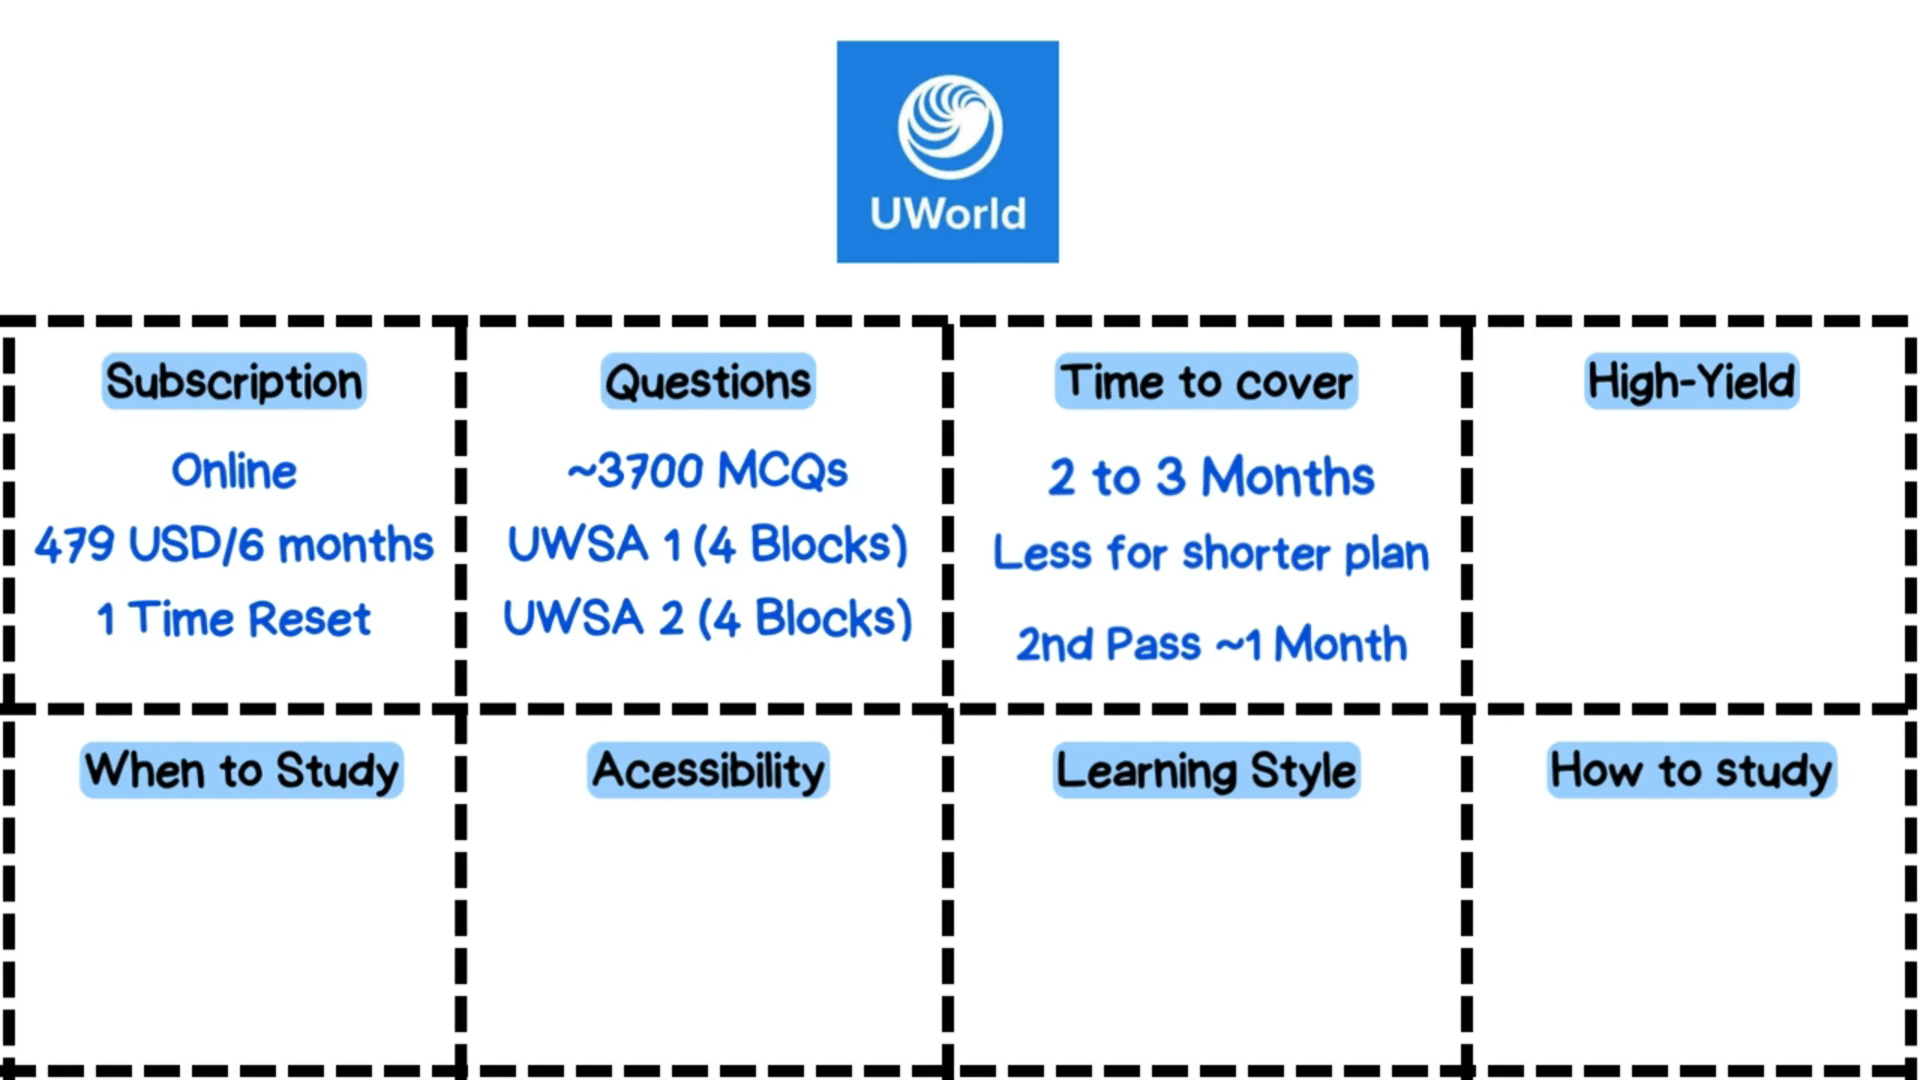 UWorld
Subscription
Online
479 USD/6 months
1 Time Reset
Questions
~3700 MCQs
UWSA 1 (4 Blocks)
UWSA 2 (4 Blocks)
Time to cover
2 to 3 Months
Less for shorter plan
2nd Pass ~1 Month
High-Yield
When to Study
Acessibility
Learning Style
How to study